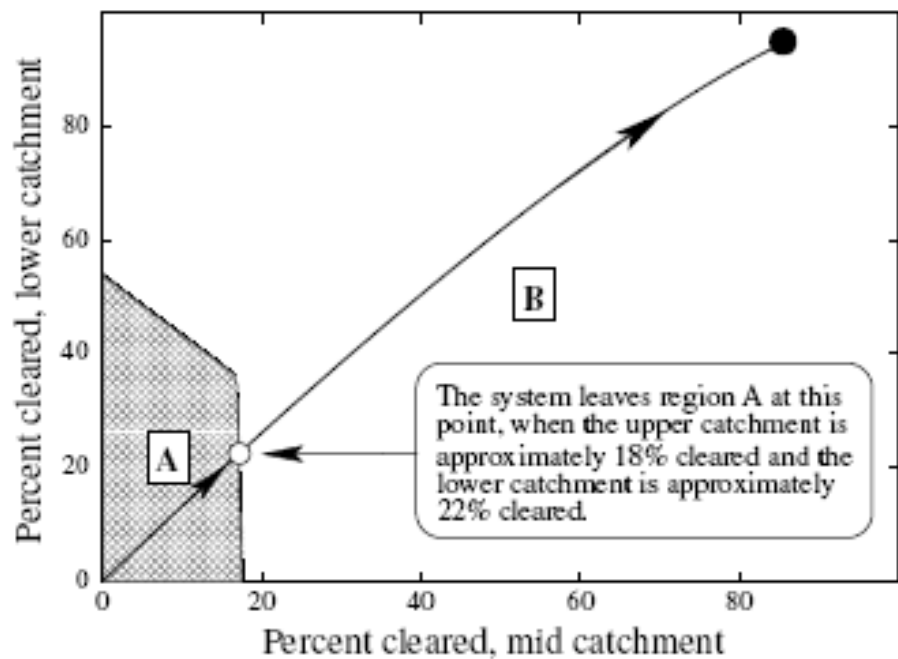 Percent cleared, lower catchment
80
60
40
20
0
A
B
The system leaves region A at this
point, when the upper catchment is
approximately 18% cleared and the
lower catchment is approximately
22% cleared.
0
20
40
60
80
Percent cleared, mid catchment